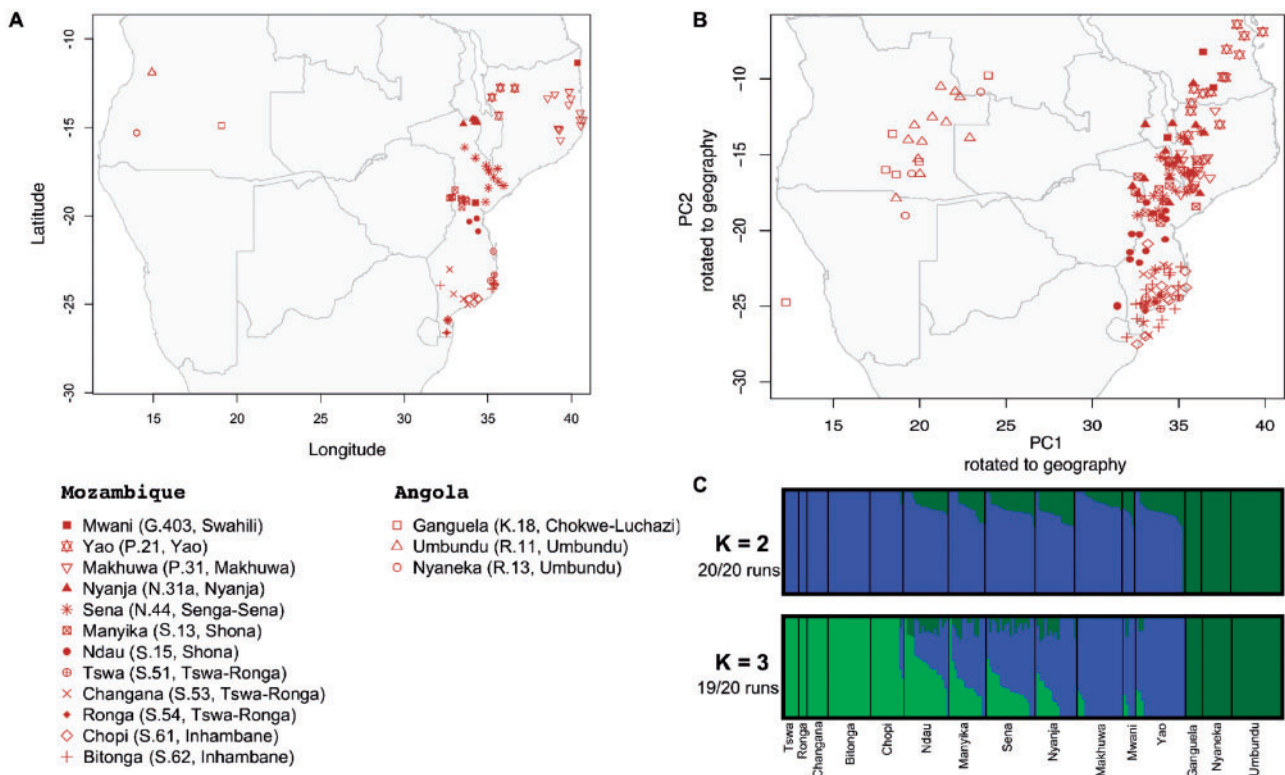 A
-10
-15
-20
-25
-30
Latitude
15
20
25
30
35
40
Longitude
B
-10
-15
-20
-25
-30
PC2
rotated to geography
15
20
25
30
35
40
PC1
rotated to geography
Mozambique
Mwani (G.403, Swahili)
Yao (P.21, Yao)
Makhuwa (P.31, Makhuwa)
Nyanja (N.31a, Nyanja)
Sena (N.44, Senga-Sena)
Manyika (S.13, Shona)
Ndau (S.15, Shona)
Tswa (S.51, Tswa-Ronga)
Changana (S.53, Tswa-Ronga)
Ronga (S.54, Tswa-Ronga)
Chopi (S.61, Inhambane)
Bitonga (S.62, Inhambane)
Angola
Ganguela (K.18, Chokwe-Luchazi)
Umbundu (R.11, Umbundu)
Nyaneka (R.13, Umbundu)
C
K = 2
20/20 runs
K = 3
19/20 runs
Tswa
Ronga
Changana
Bitonga
Chopi
Ndau
Manyika
Sena
Nyanja
Makhuwa
Mwani
Yao
Ganguela
Nyaneka
Umbundu